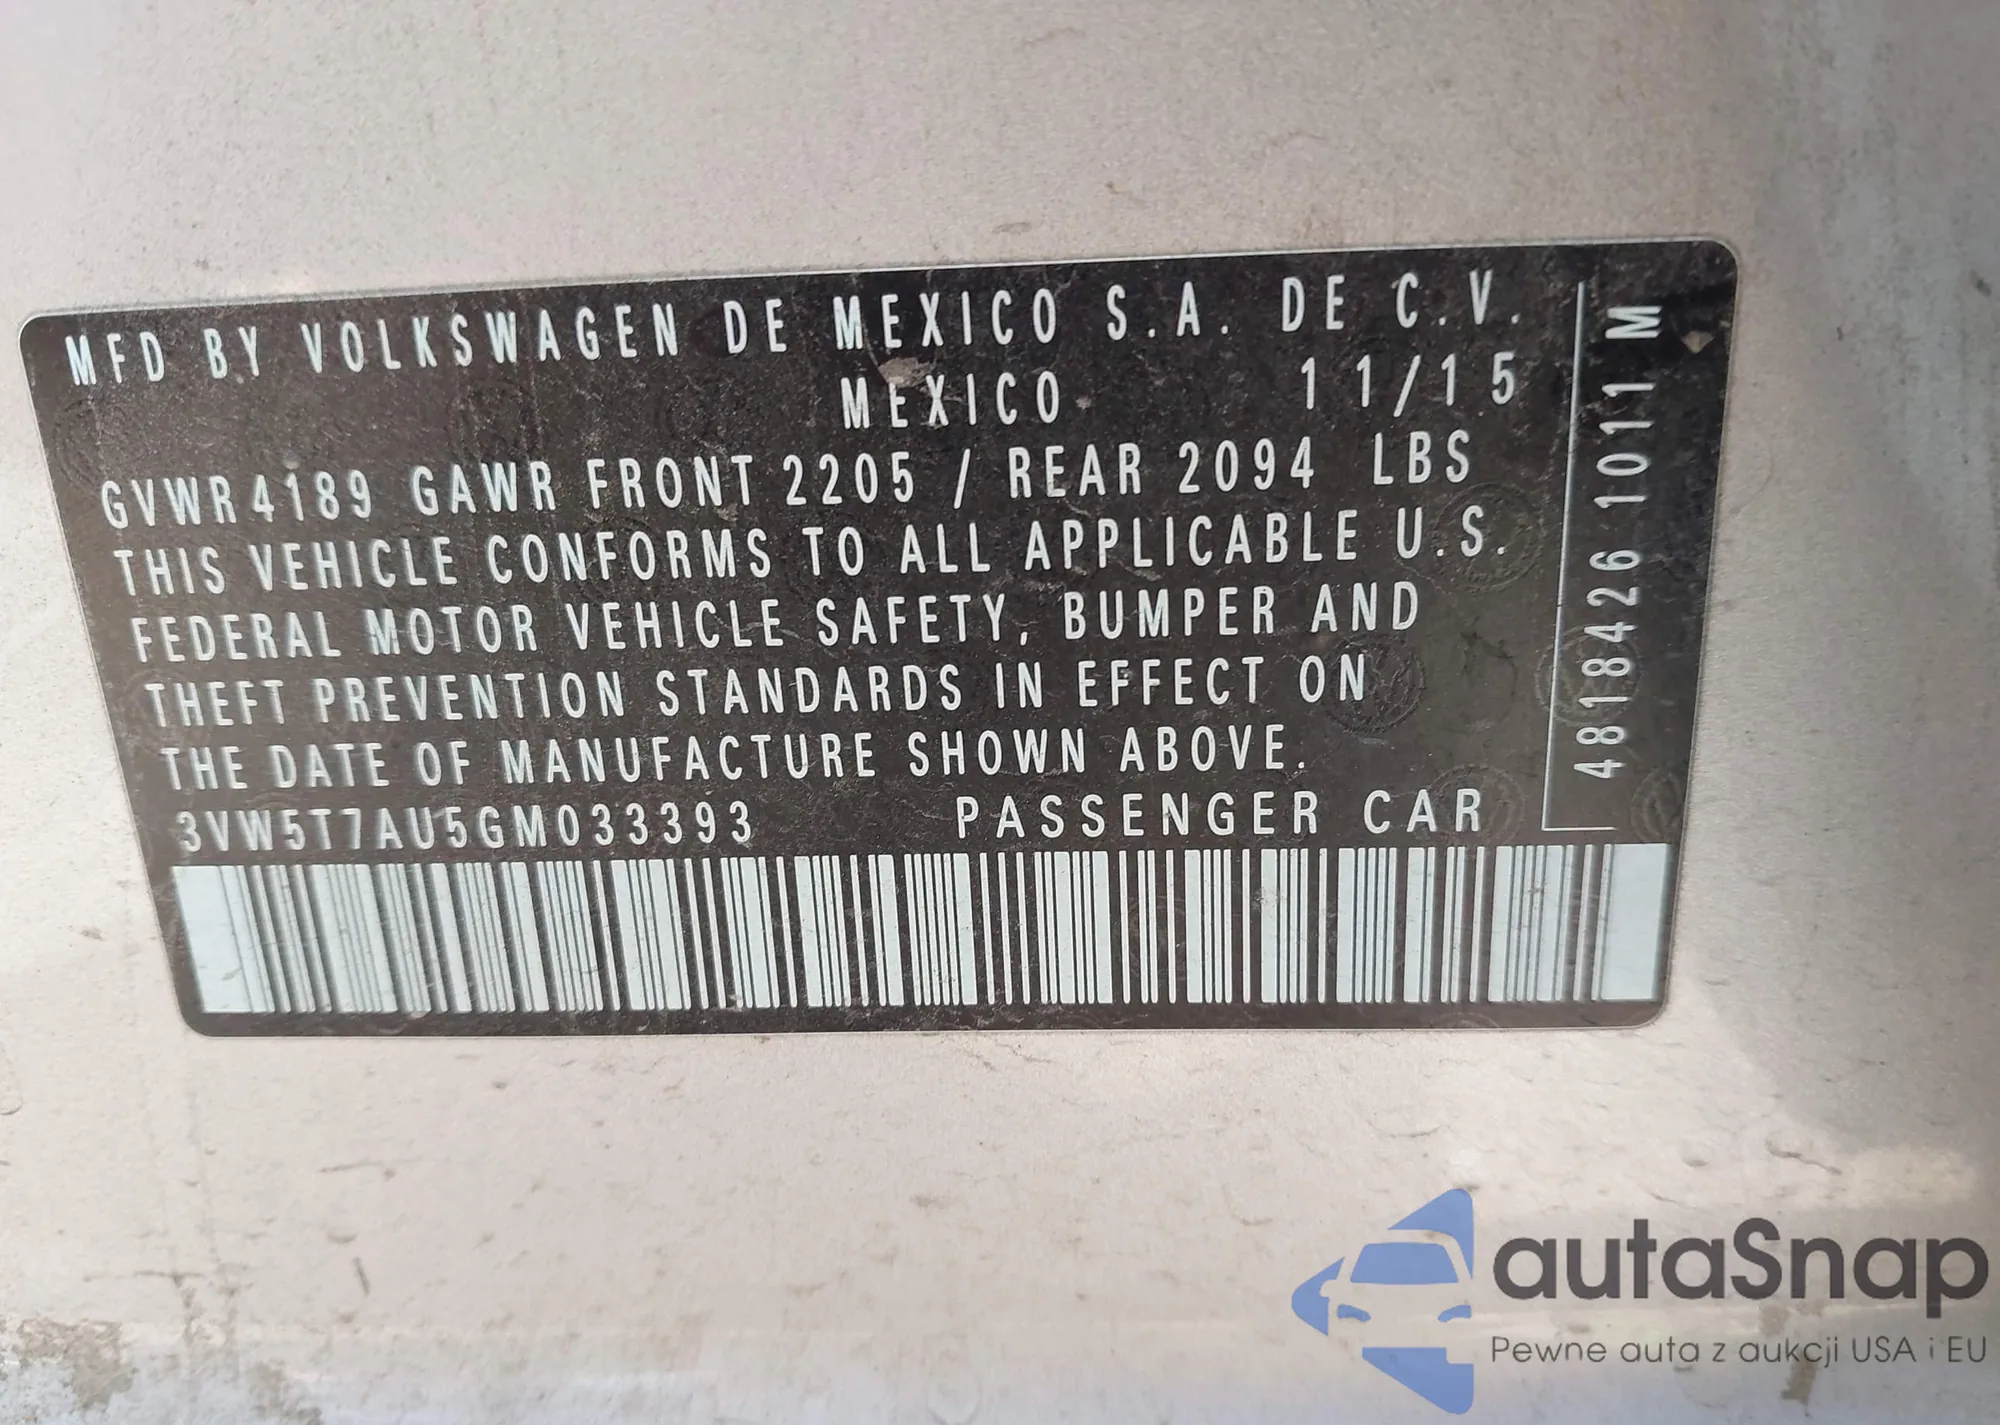 MFD BY VOLKSWAGEN DE MEXICO S.A. DE C.V.
MEXICO 11/15
GVWR 4189 GAWR FRONT 2205 / REAR 2094 LBS
THIS VEHICLE CONFORMS TO ALL APPLICABLE U.S.
FEDERAL MOTOR VEHICLE SAFETY, BUMPER AND
THEFT PREVENTION STANDARDS IN EFFECT ON
THE DATE OF MANUFACTURE SHOWN ABOVE.
3VW5T7AU5GM033393 PASSENGER CAR
4818426 1011 M
autaSnap
Pewne auta z aukcji USA i EU